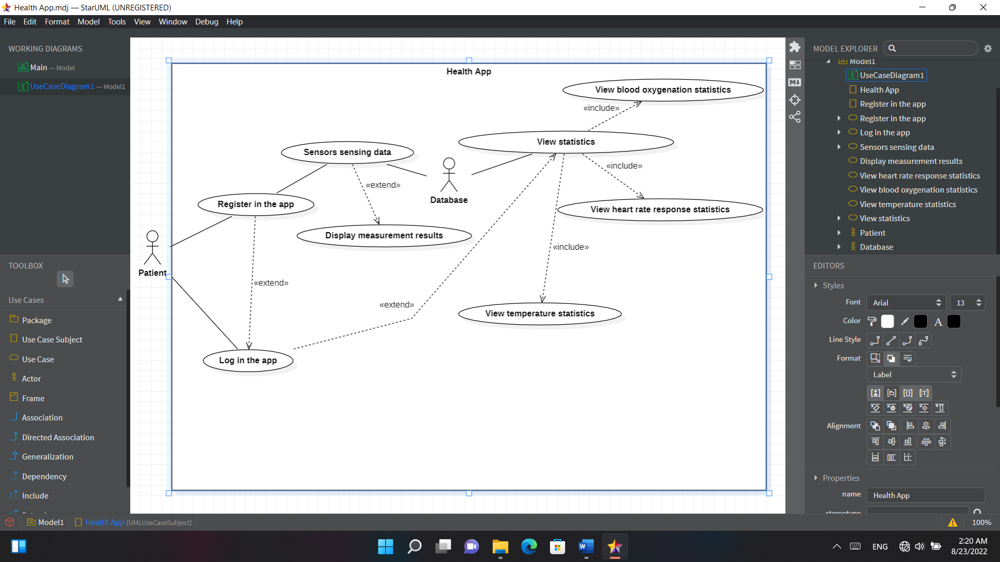 Health App.mdj — StarUML (UNREGISTERED)
File Edit Format Model Tools View Window Debug Help
WORKING DIAGRAMS
Main — Model
UseCaseDiagram1 — Model1
TOOLBOX
Use Cases
Package
Use Case Subject
Use Case
Actor
Frame
Association
Directed Association
Generalization
Dependency
Include
Health App
View blood oxygenation statistics
«include»
View statistics
Sensors sensing data
«include»
«extend»
Database
Register in the app
View heart rate response statistics
Display measurement results
«include»
Patient
«extend»
«extend»
View temperature statistics
Log in the app
MODEL EXPLORER
Model1
UseCaseDiagram1
Health App
Register in the app
Register in the app
Log in the app
Sensors sensing data
Display measurement results
View heart rate response statistics
View blood oxygenation statistics
View temperature statistics
View statistics
Patient
Database
EDITORS
Styles
Font Arial 13
Color A
Line Style
Format
Label
Alignment
Properties
name Health App
stereotype
Model1 Health App [UMLUseCaseSubject]
100%
ENG
2:20 AM
8/23/2022